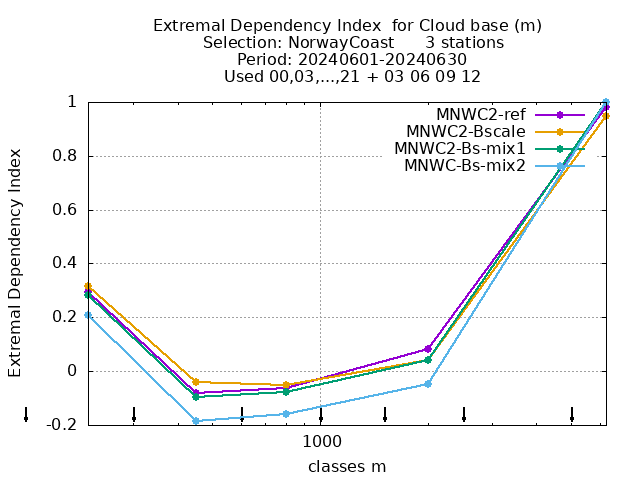 Extremal Dependency Index  for Cloud base (m)
Selection: NorwayCoast      3 stations
Period: 20240601-20240630
Used 00,03,...,21 + 03 06 09 12
MNWC2-ref
MNWC2-Bscale
MNWC2-Bs-mix1
MNWC-Bs-mix2
Extremal Dependency Index
1
0.8
0.6
0.4
0.2
0
-0.2
1000
classes m